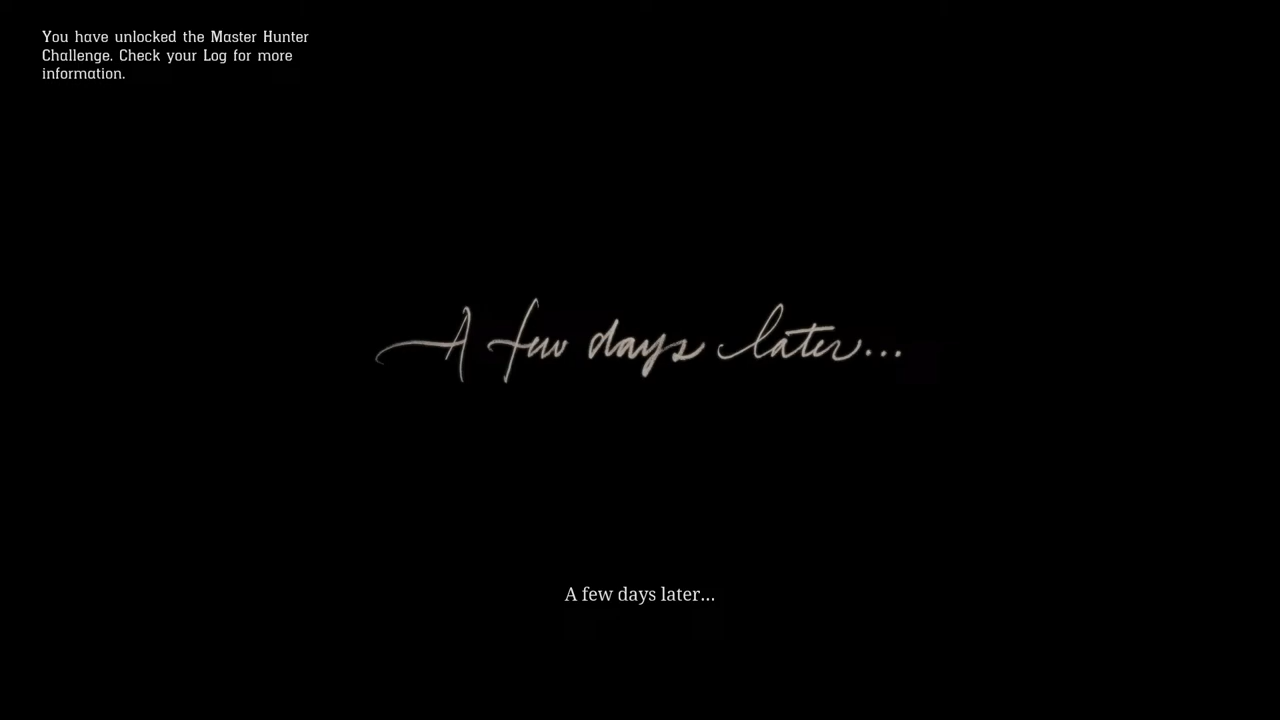 You have unlocked the Master Hunter
Challenge. Check your Log for more
information.
A few days later...
A few days later...